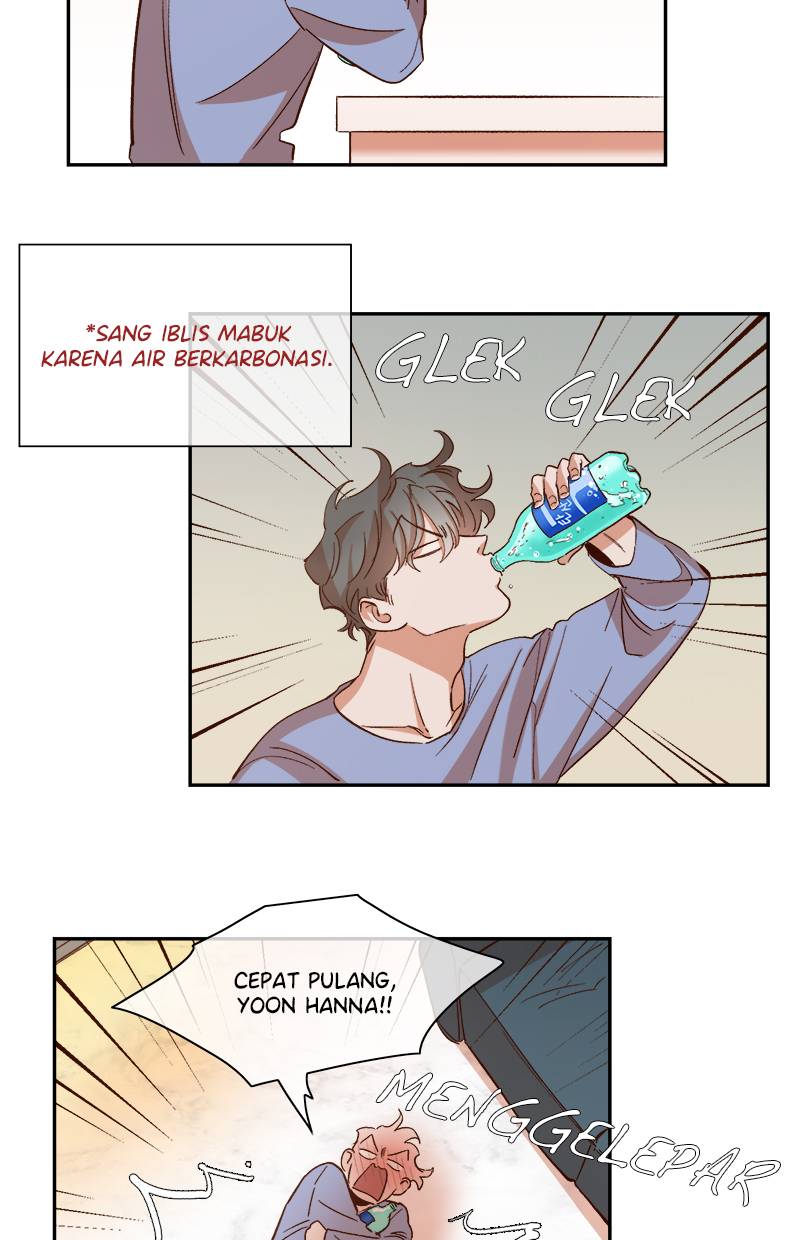 *SANG IBLIS MABUK
KARENA AIR BERKARBONASI.
GLEK
GLEK
CEPAT PULANG,
YOON HANNA!!
MENGGELEPAR